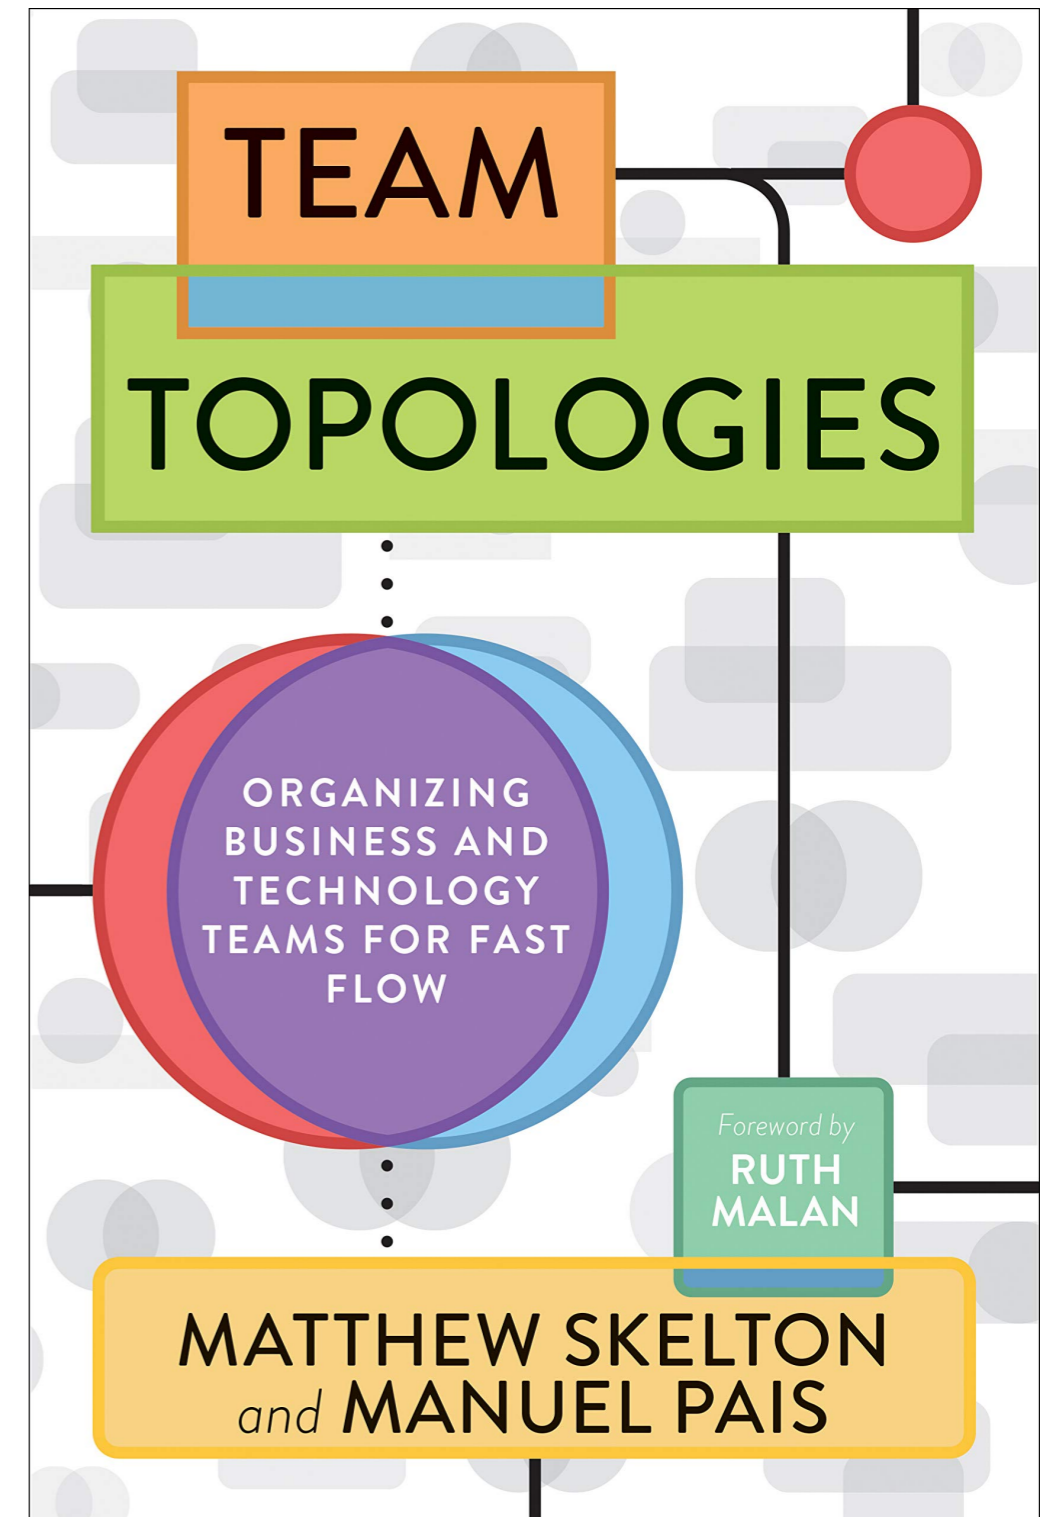 TEAM
TOPOLOGIES
ORGANIZING
BUSINESS AND
TECHNOLOGY
TEAMS FOR FAST
FLOW
Foreword by
RUTH
MALAN
MATTHEW SKELTON
and MANUEL PAIS